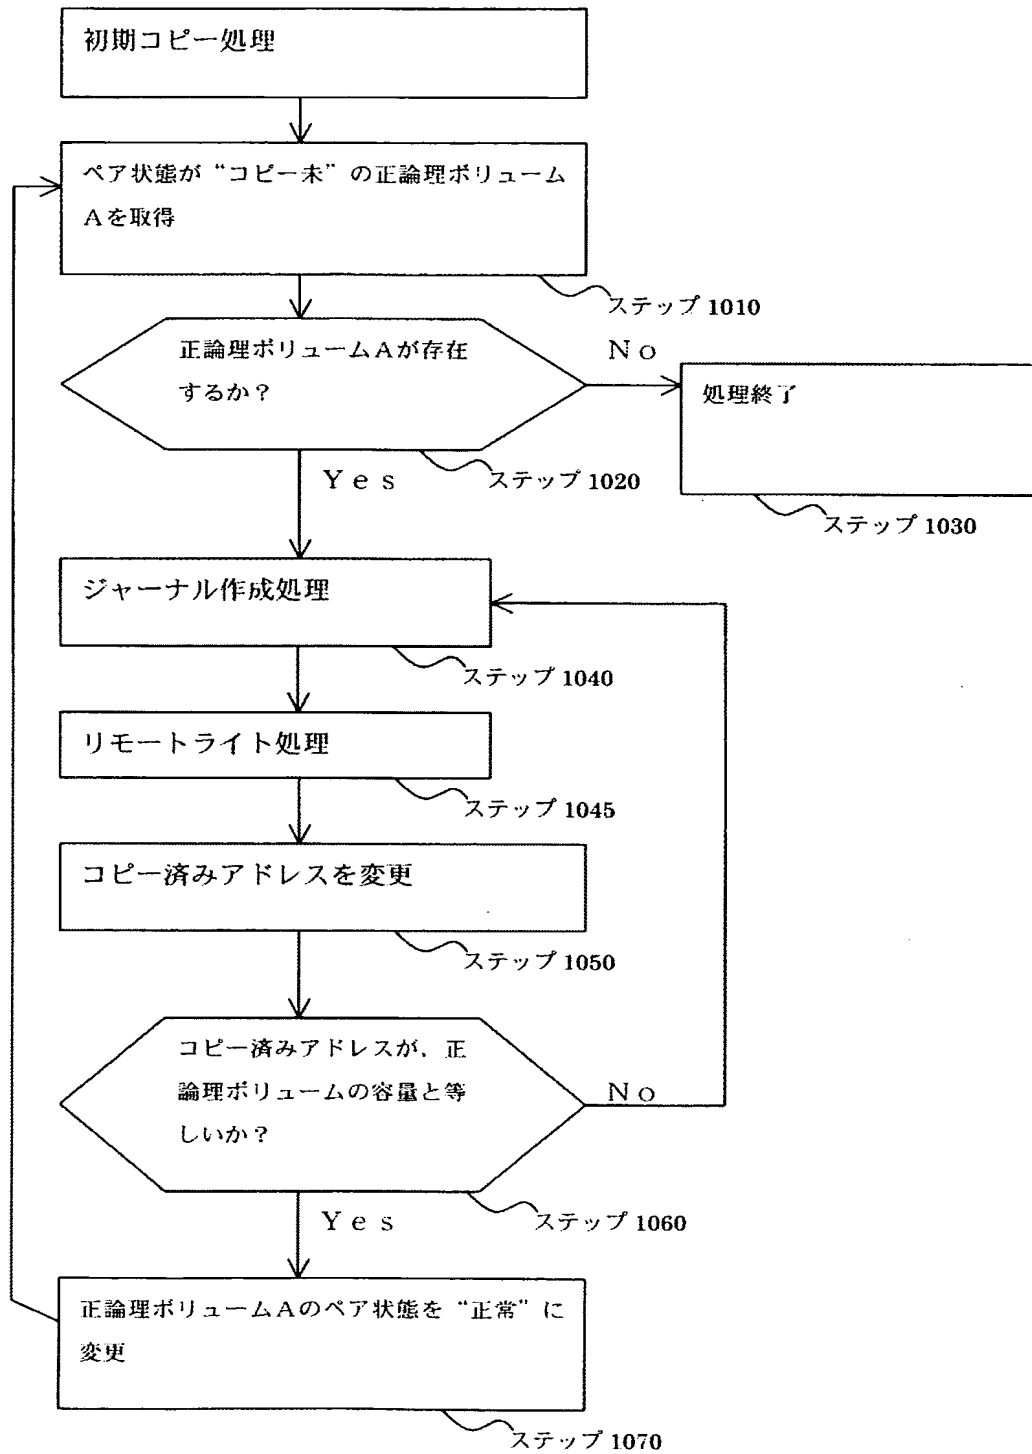 初期コピー処理
ペア状態が“コピー未”の正論理ボリューム
Aを取得
ステップ 1010
正論理ボリュームAが存在
するか?
No
処理終了
Yes
ステップ 1020
ステップ 1030
ジャーナル作成処理
ステップ 1040
リモートライト処理
ステップ 1045
コピー済みアドレスを変更
ステップ 1050
コピー済みアドレスが、正
論理ボリュームの容量と等
しいか?
No
Yes
ステップ 1060
正論理ボリュームAのペア状態を“正常”に
変更
ステップ 1070